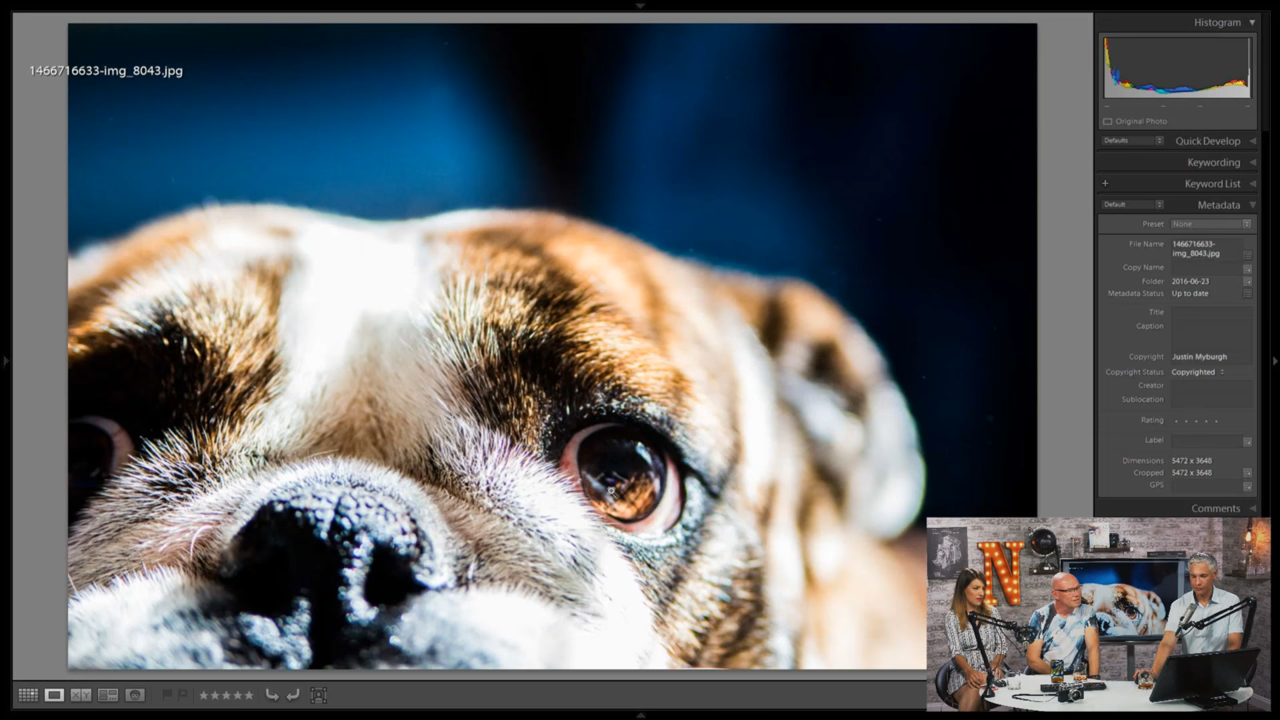 1466716633-img_8043.jpg
Histogram
Original Photo
Defaults
Quick Develop
Keywording
+ Keyword List
Default
Metadata
Preset None
File Name 1466716633-
img_8043.jpg
Copy Name
Folder 2016-06-23
Metadata Status Up to date
Title
Caption
Copyright Justin Myburgh
Copyright Status Copyrighted
Creator
Sublocation
Rating
Label
Dimensions 5472 x 3648
Cropped 5472 x 3648
GPS
Comments
N
XY